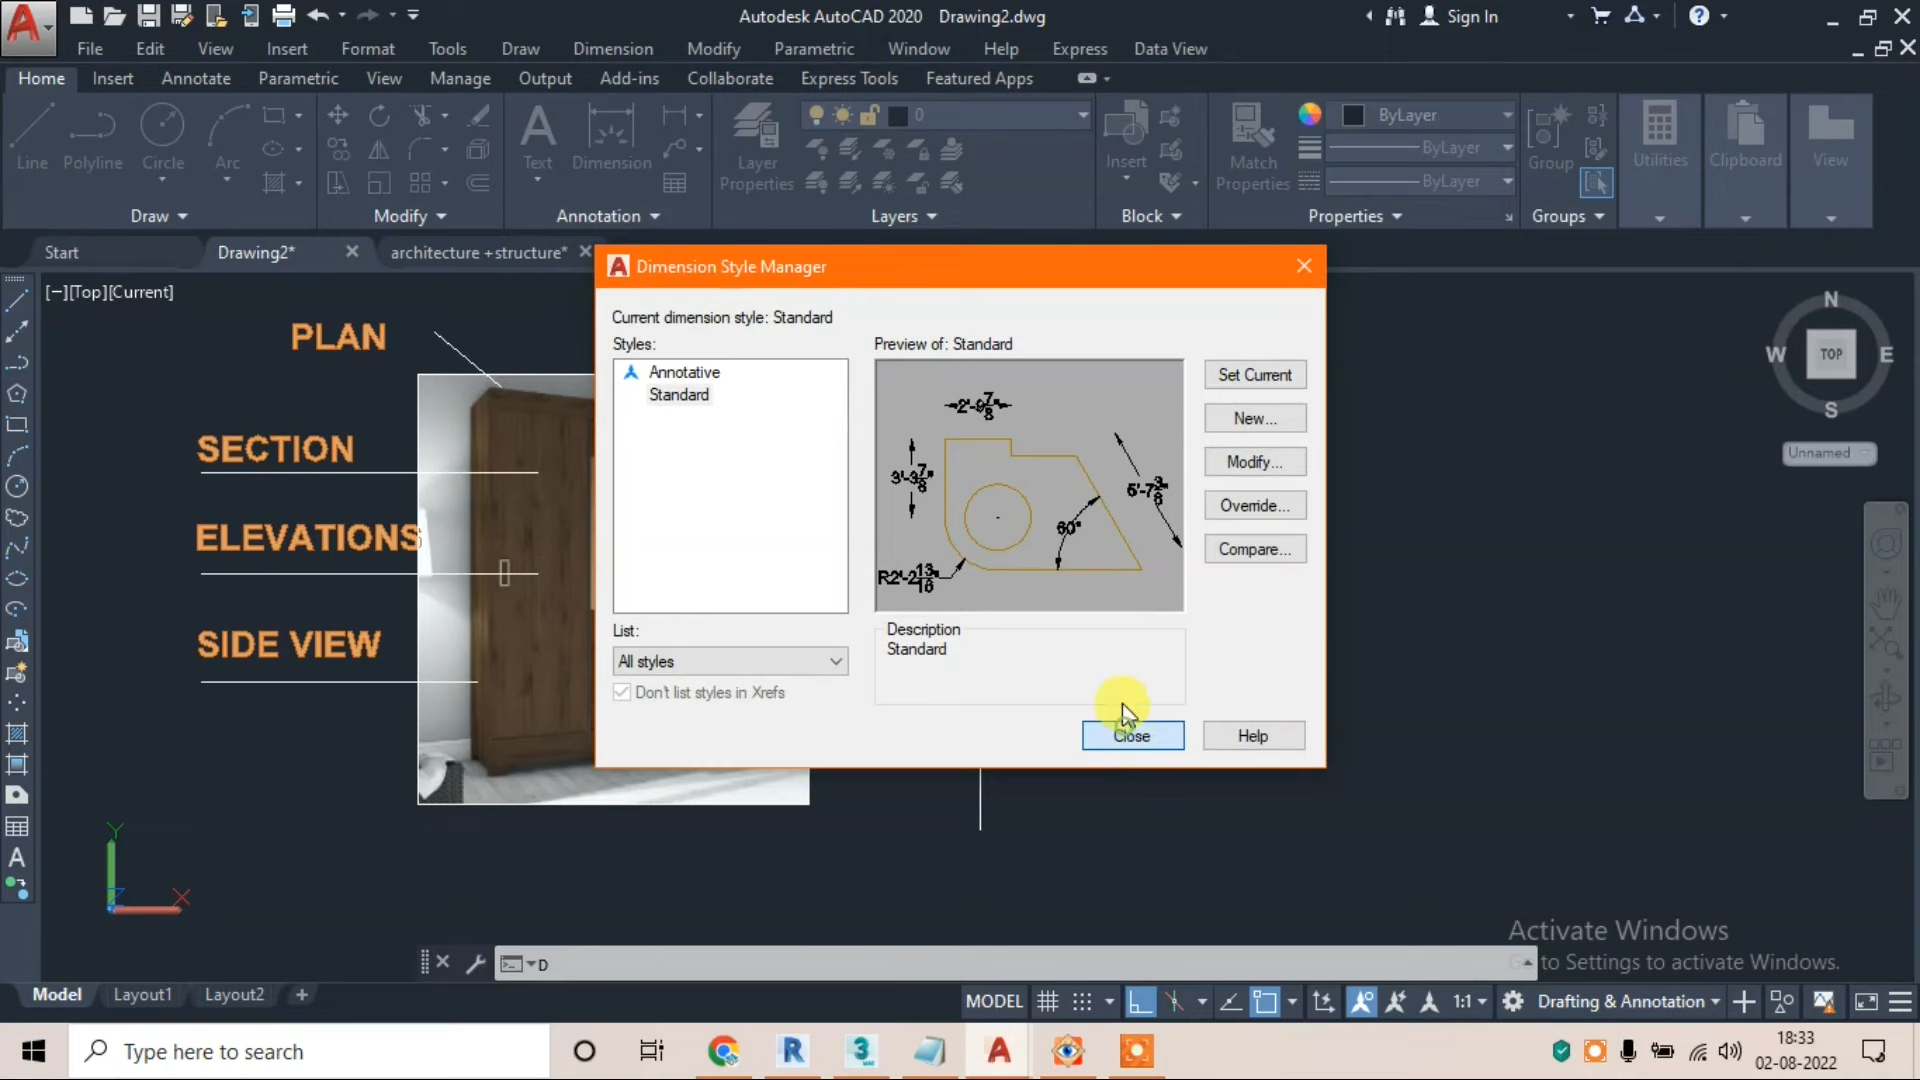 Autodesk AutoCAD 2020 Drawing2.dwg
Sign In
File Edit View Insert Format Tools Draw Dimension Modify Parametric Window Help Express Data View
Home Insert Annotate Parametric View Manage Output Add-ins Collaborate Express Tools Featured Apps
Line Polyline Circle Arc
Text Dimension
Layer Properties
0
Insert
Match Properties
ByLayer
ByLayer
ByLayer
Group
Utilities
Clipboard
View
Draw Modify Annotation Layers Block Properties Groups
Start Drawing2* architecture +structure*
[−][Top][Current]
PLAN
SECTION
ELEVATIONS
SIDE VIEW
Dimension Style Manager
Current dimension style: Standard
Styles:
Annotative
Standard
List:
All styles
Don't list styles in Xrefs
Preview of: Standard
60°
Description
Standard
Set Current
New...
Modify...
Override...
Compare...
Close
Help
N
W TOP E
S
Unnamed
Y
X
Activate Windows
to Settings to activate Windows.
D
Model Layout1 Layout2 +
MODEL 1:1 Drafting & Annotation
Type here to search
18:33
02-08-2022